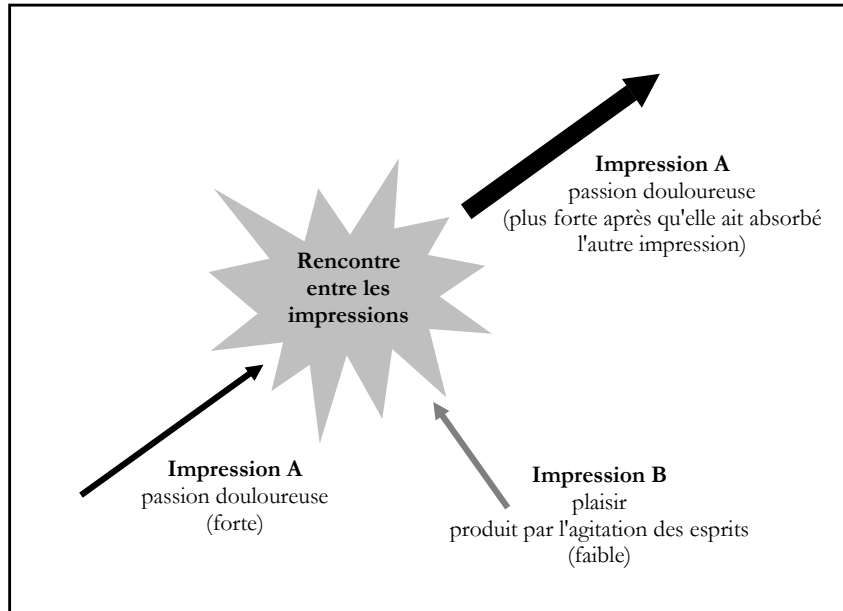 Impression A
passion douloureuse
(plus forte après qu'elle ait absorbé
l'autre impression)
Rencontre
entre les
impressions
Impression A
passion douloureuse
(forte)
Impression B
plaisir
produit par l'agitation des esprits
(faible)